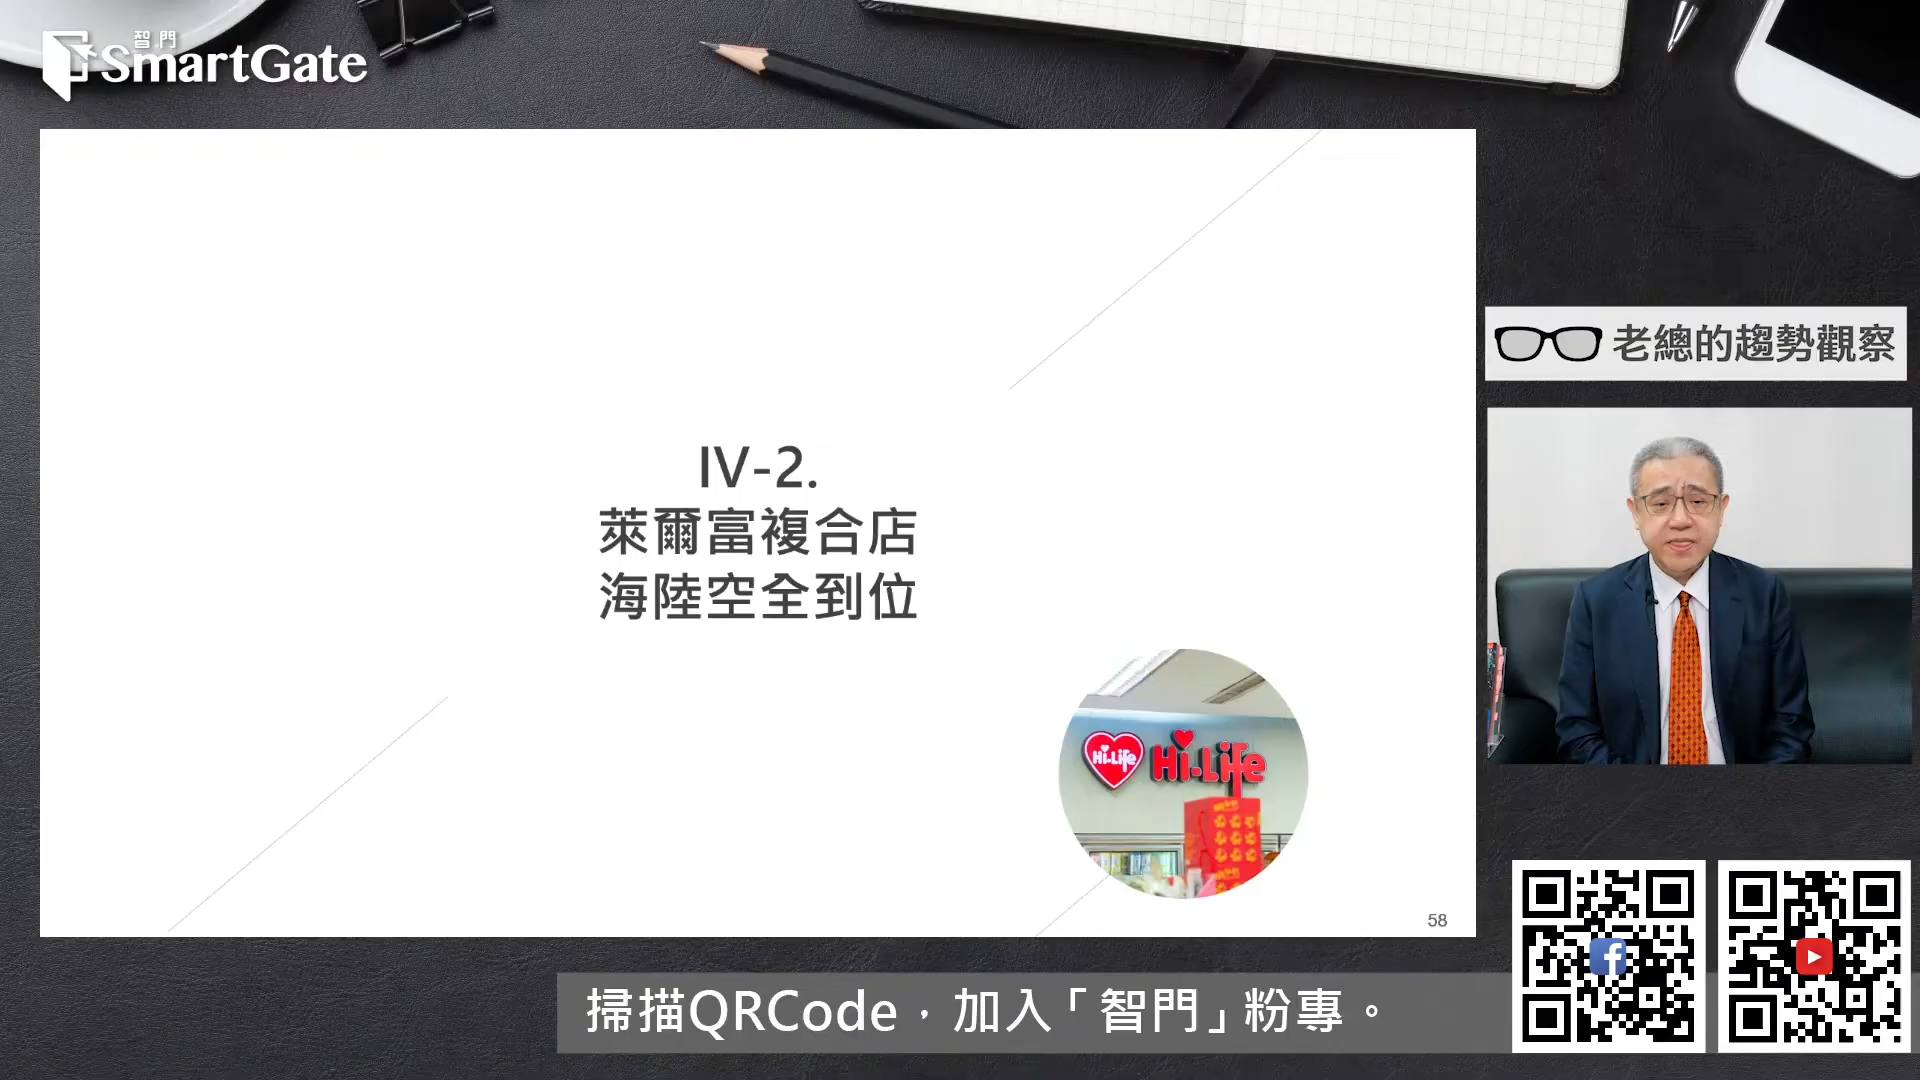 智門
SmartGate
老總的趨勢觀察
IV-2.
萊爾富複合店
海陸空全到位
Hi-Life
Hi-Life
58
掃描QRCode，加入「智門」粉專。